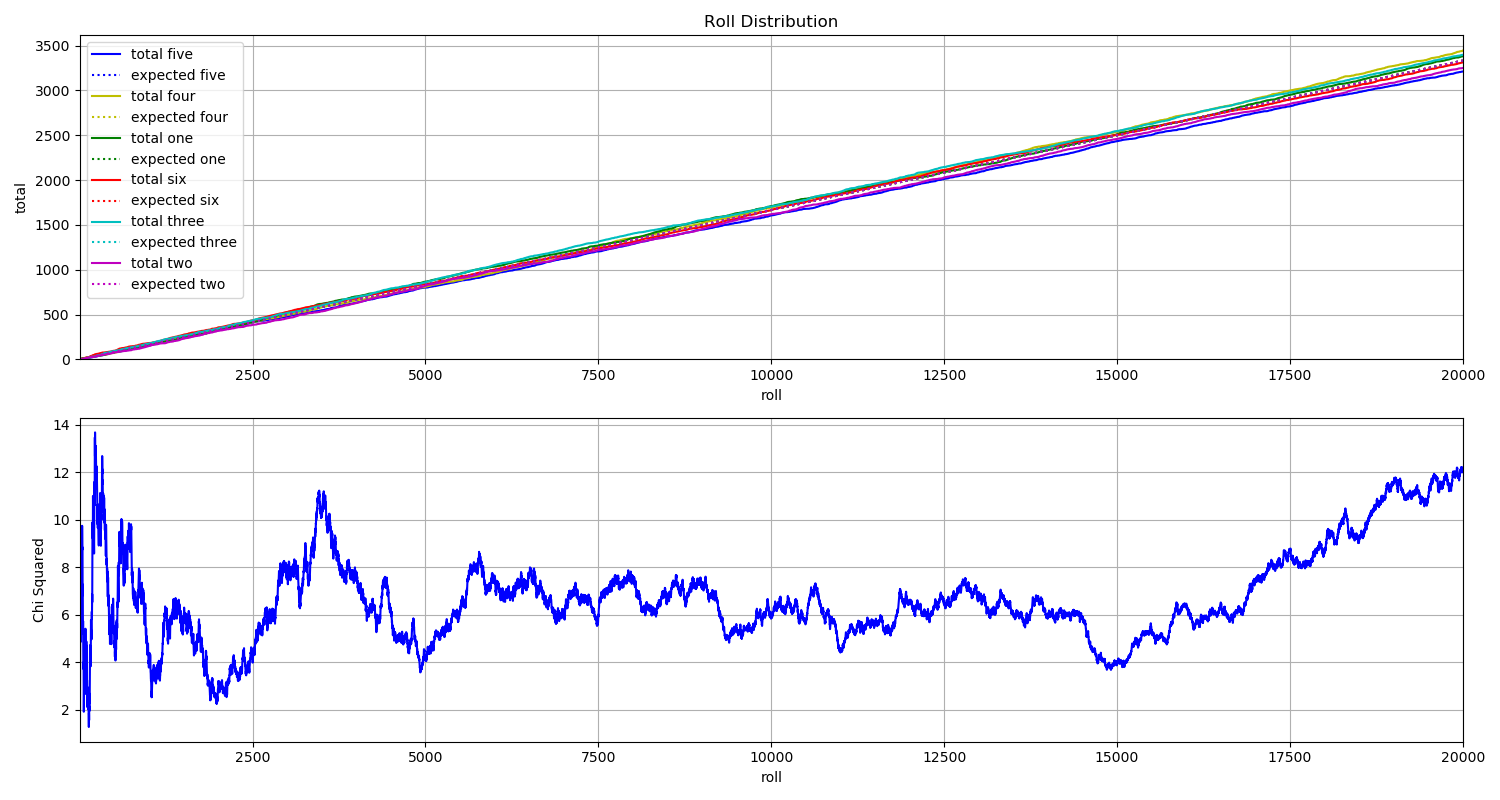 Roll Distribution
3500
3000
2500
2000
1500
1000
500
0
total
total five
expected five
total four
expected four
total one
expected one
total six
expected six
total three
expected three
total two
expected two
2500 5000 7500 10000 12500 15000 17500 20000
roll
14
12
10
8
6
4
2
Chi Squared
2500 5000 7500 10000 12500 15000 17500 20000
roll